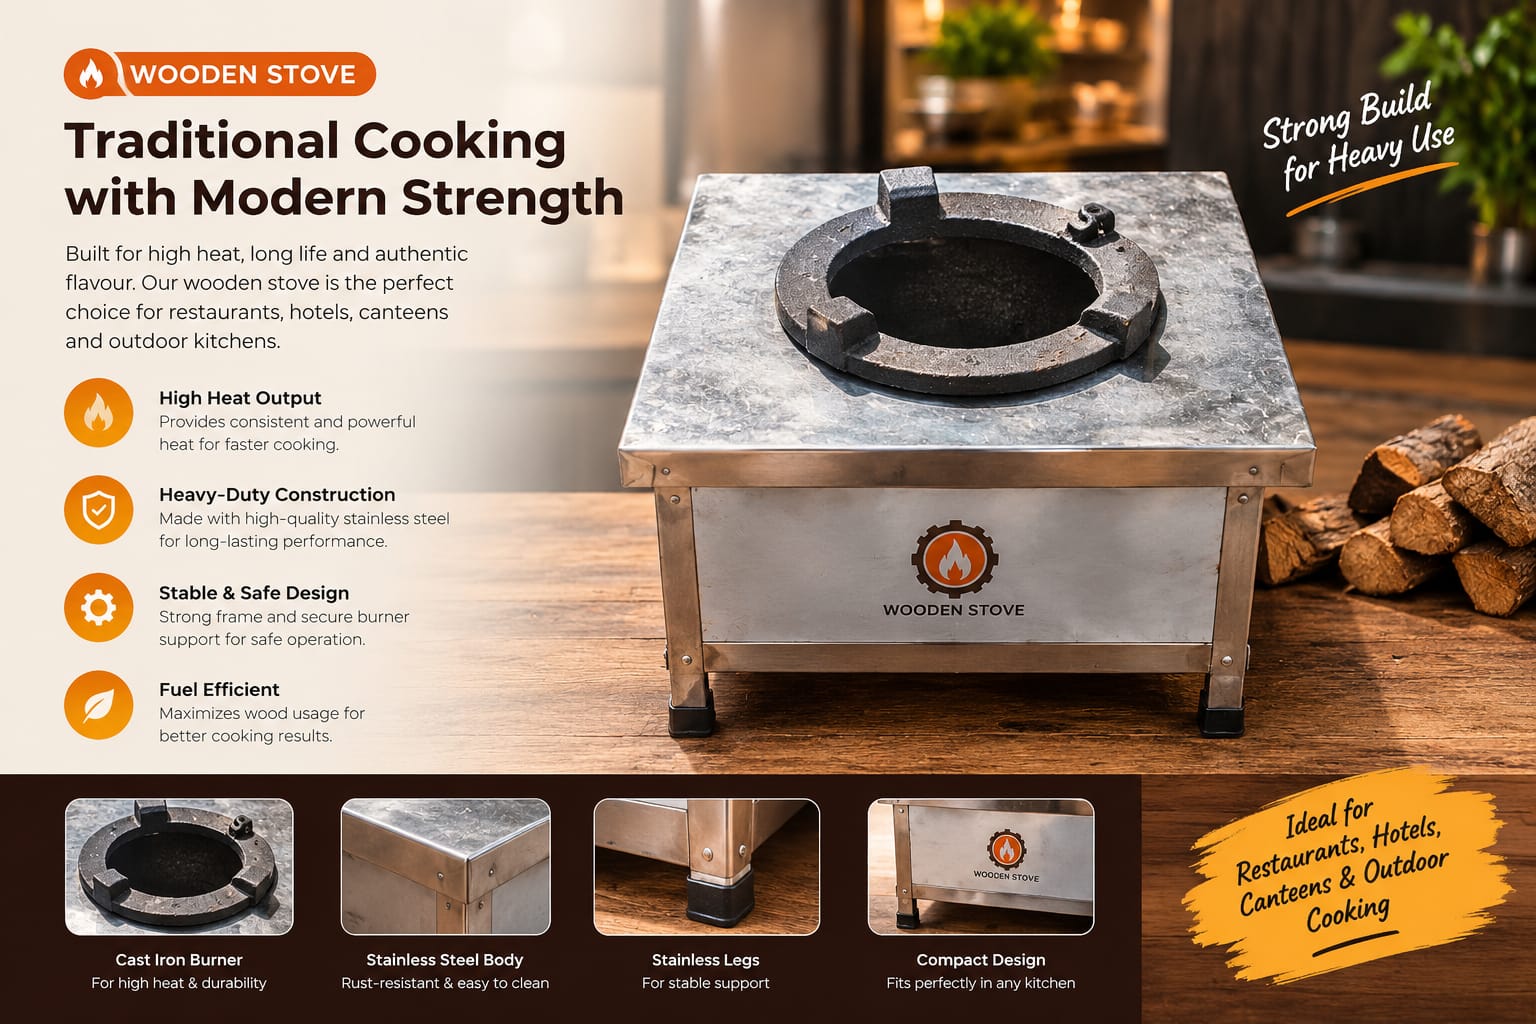 WOODEN STOVE
Traditional Cooking
with Modern Strength
Built for high heat, long life and authentic
flavour. Our wooden stove is the perfect
choice for restaurants, hotels, canteens
and outdoor kitchens.
High Heat Output
Provides consistent and powerful
heat for faster cooking.
Heavy-Duty Construction
Made with high-quality stainless steel
for long-lasting performance.
Stable & Safe Design
Strong frame and secure burner
support for safe operation.
Fuel Efficient
Maximizes wood usage for
better cooking results.
Strong Build
for Heavy Use
WOODEN STOVE
Cast Iron Burner
For high heat & durability
Stainless Steel Body
Rust-resistant & easy to clean
Stainless Legs
For stable support
WOODEN STOVE
Compact Design
Fits perfectly in any kitchen
Ideal for
Restaurants, Hotels,
Canteens & Outdoor
Cooking